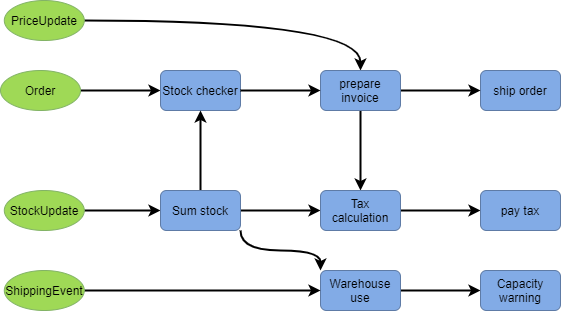 PriceUpdate
Order
Stock checker
prepare
invoice
ship order
StockUpdate
Sum stock
Tax
calculation
pay tax
ShippingEvent
Warehouse
use
Capacity
warning